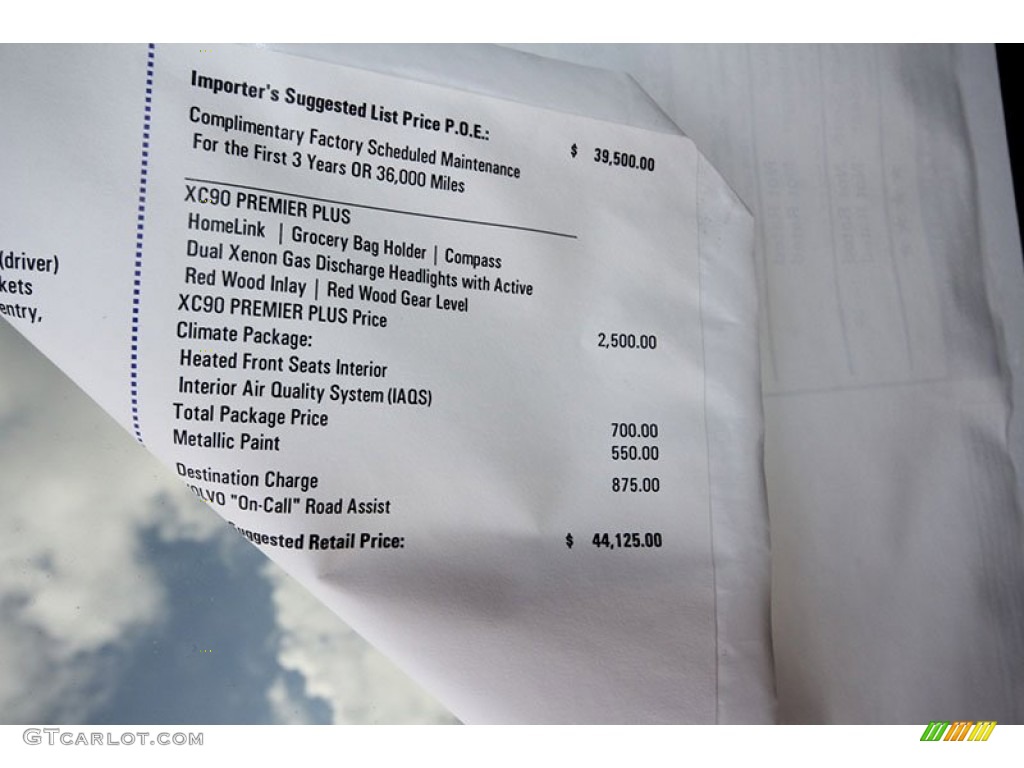 Importer's Suggested List Price P.O.E.: $ 39,500.00
Complimentary Factory Scheduled Maintenance
For the First 3 Years OR 36,000 Miles
XC90 PREMIER PLUS
HomeLink | Grocery Bag Holder | Compass
Dual Xenon Gas Discharge Headlights with Active
Red Wood Inlay | Red Wood Gear Level
XC90 PREMIER PLUS Price 2,500.00
Climate Package:
Heated Front Seats Interior
Interior Air Quality System (IAQS)
Total Package Price 700.00
Metallic Paint 550.00
Destination Charge 875.00
VOLVO "On-Call" Road Assist
Suggested Retail Price: $ 44,125.00
(driver)
kets
entry,
GTCARLOT.COM